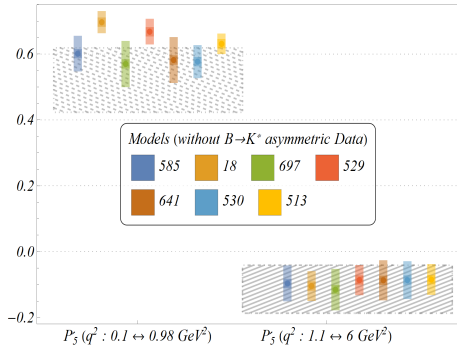 0.6
0.4
0.2
0.0
−0.2
Models (without B→K* asymmetric Data)
585 18 697 529
641 530 513
P′₅ (q² : 0.1 ↔ 0.98 GeV²) P′₅ (q² : 1.1 ↔ 6 GeV²)